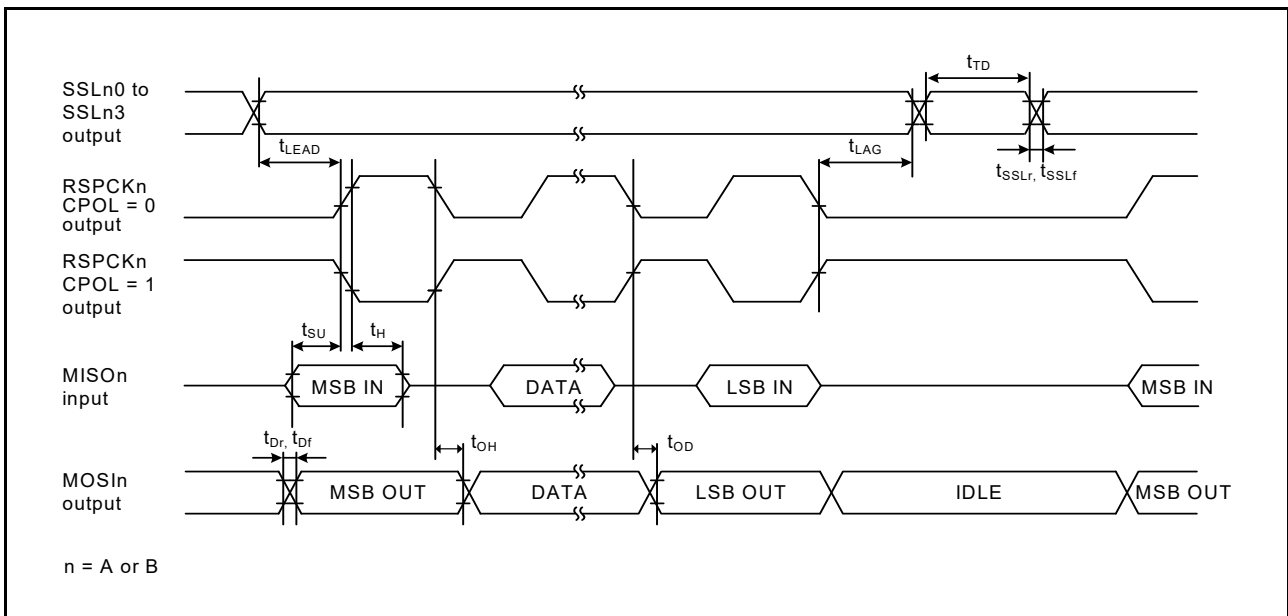 SSLn0 to
SSLn3
output
tTD
tLEAD
tLAG
tSSLr, tSSLf
RSPCKn
CPOL = 0
output
RSPCKn
CPOL = 1
output
tSU
tH
MISOn
input
MSB IN
DATA
LSB IN
MSB IN
tDr, tDf
tOH
tOD
MOSIn
output
MSB OUT
DATA
LSB OUT
IDLE
MSB OUT
n = A or B